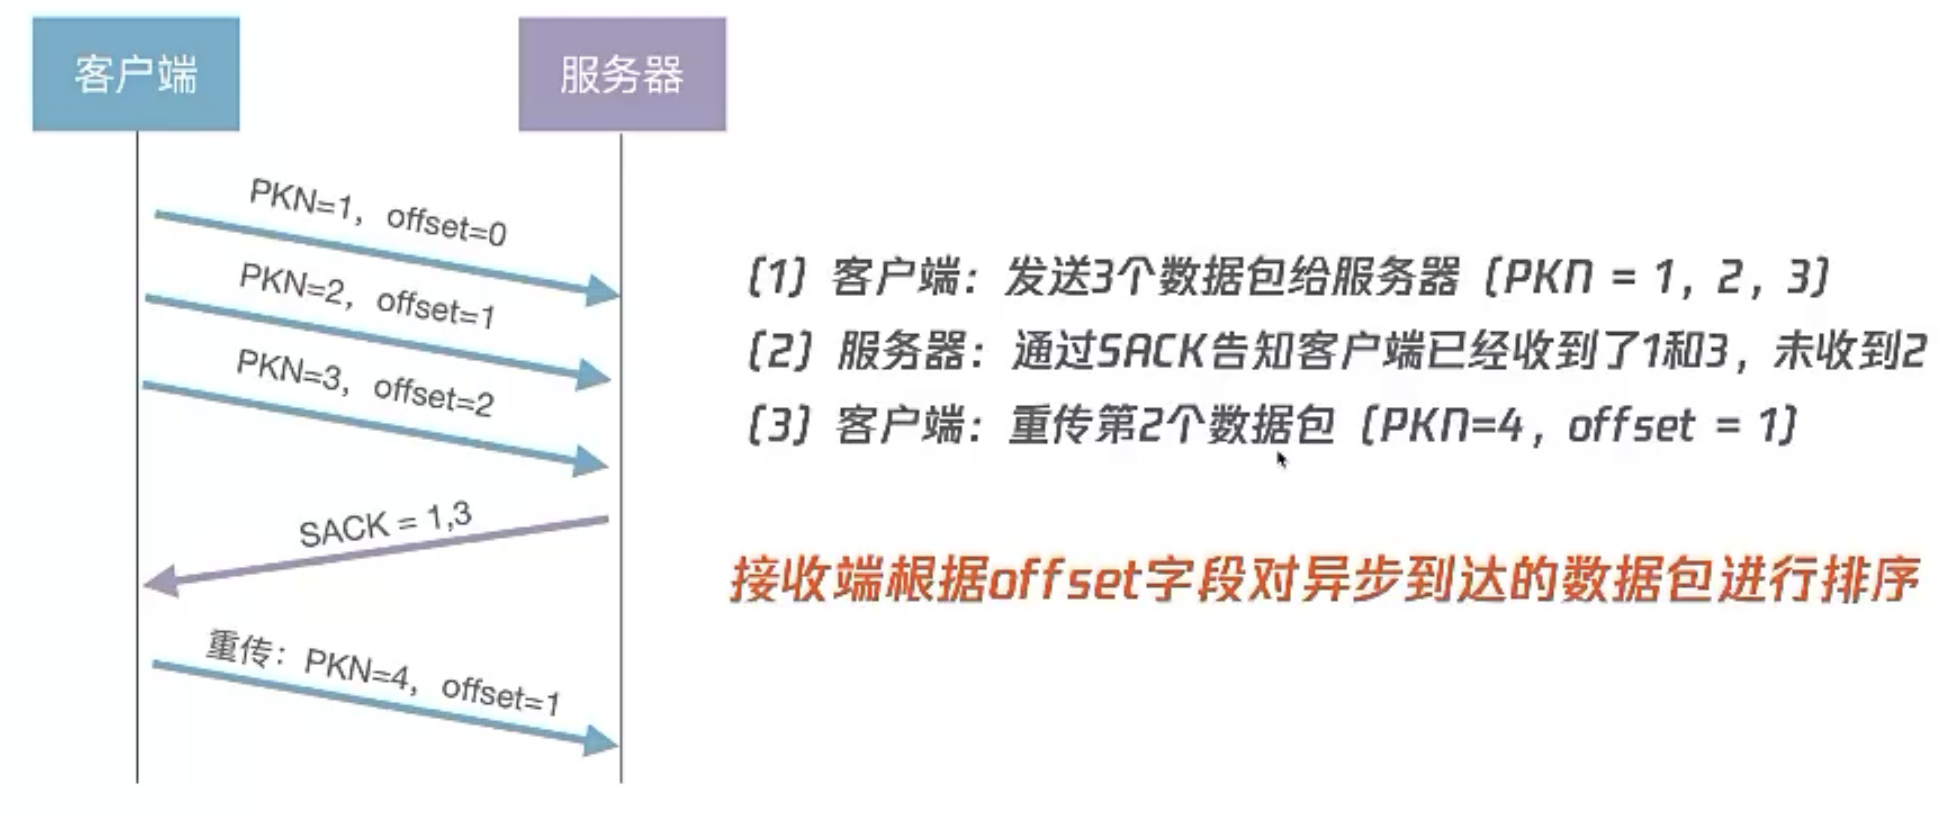 客户端
服务器
PKN=1，offset=0
PKN=2，offset=1
PKN=3，offset=2
SACK = 1,3
重传：PKN=4，offset=1
(1) 客户端：发送3个数据包给服务器 (PKN = 1，2，3)
(2) 服务器：通过SACK告知客户端已经收到了1和3，未收到2
(3) 客户端：重传第2个数据包 (PKN=4，offset = 1)
接收端根据offset字段对异步到达的数据包进行排序